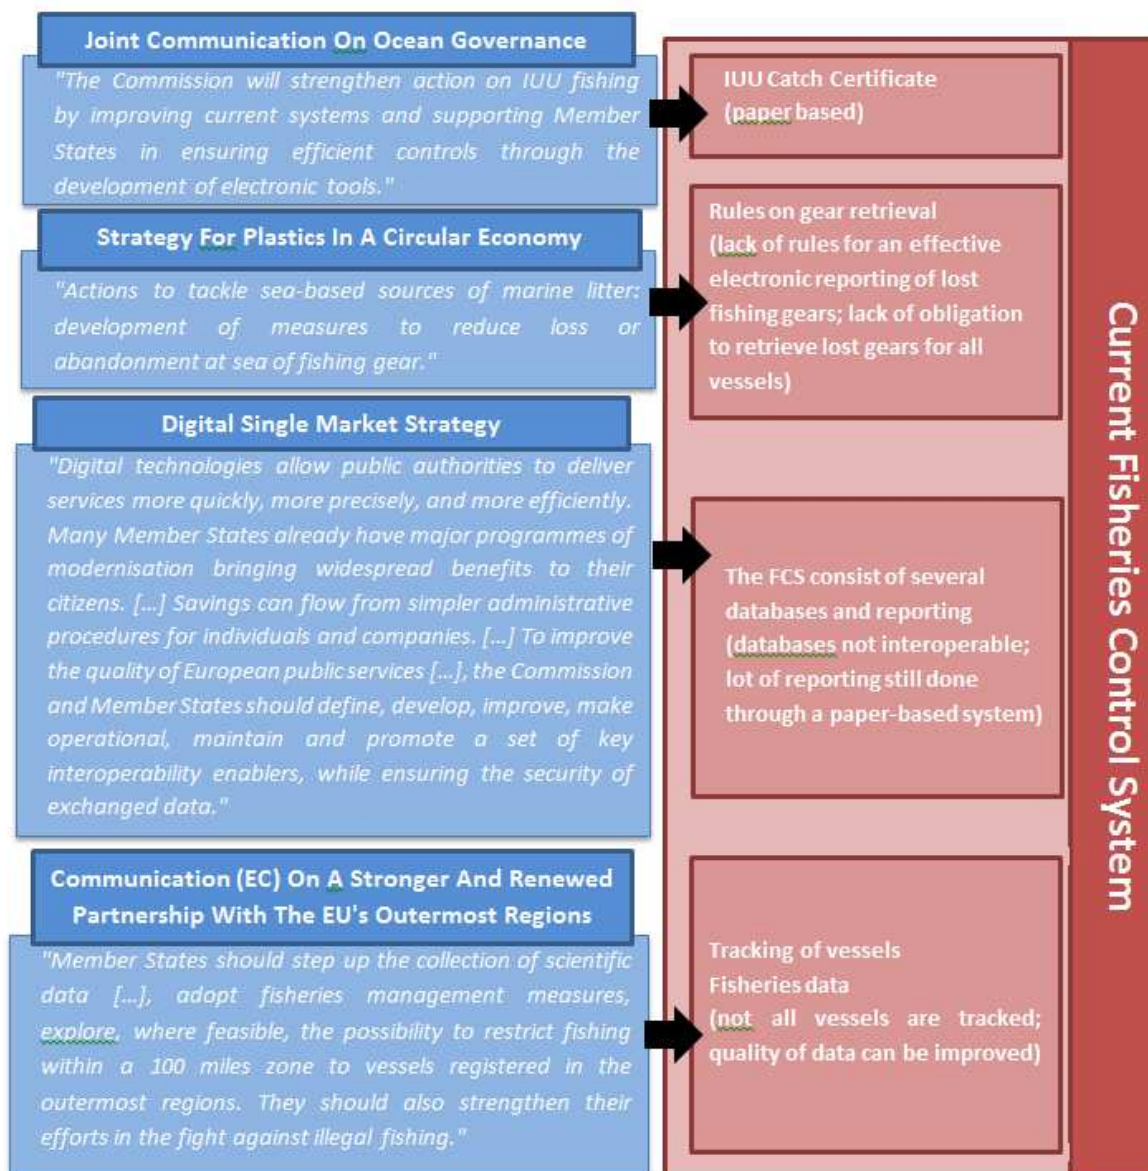 Joint Communication On Ocean Governance
"The Commission will strengthen action on IUU fishing
by improving current systems and supporting Member
States in ensuring efficient controls through the
development of electronic tools."
IUU Catch Certificate
(paper based)
Strategy For Plastics In A Circular Economy
"Actions to tackle sea-based sources of marine litter:
development of measures to reduce loss or
abandonment at sea of fishing gear."
Rules on gear retrieval
(lack of rules for an effective
electronic reporting of lost
fishing gears; lack of obligation
to retrieve lost gears for all
vessels)
Digital Single Market Strategy
"Digital technologies allow public authorities to deliver
services more quickly, more precisely, and more efficiently.
Many Member States already have major programmes of
modernisation bringing widespread benefits to their
citizens. […] Savings can flow from simpler administrative
procedures for individuals and companies. […] To improve
the quality of European public services […], the Commission
and Member States should define, develop, improve, make
operational, maintain and promote a set of key
interoperability enablers, while ensuring the security of
exchanged data."
The FCS consist of several
databases and reporting
(databases not interoperable;
lot of reporting still done
through a paper-based system)
Communication (EC) On A Stronger And Renewed
Partnership With The EU's Outermost Regions
"Member States should step up the collection of scientific
data […], adopt fisheries management measures,
explore, where feasible, the possibility to restrict fishing
within a 100 miles zone to vessels registered in the
outermost regions. They should also strengthen their
efforts in the fight against illegal fishing."
Tracking of vessels
Fisheries data
(not all vessels are tracked;
quality of data can be improved)
Current Fisheries Control System